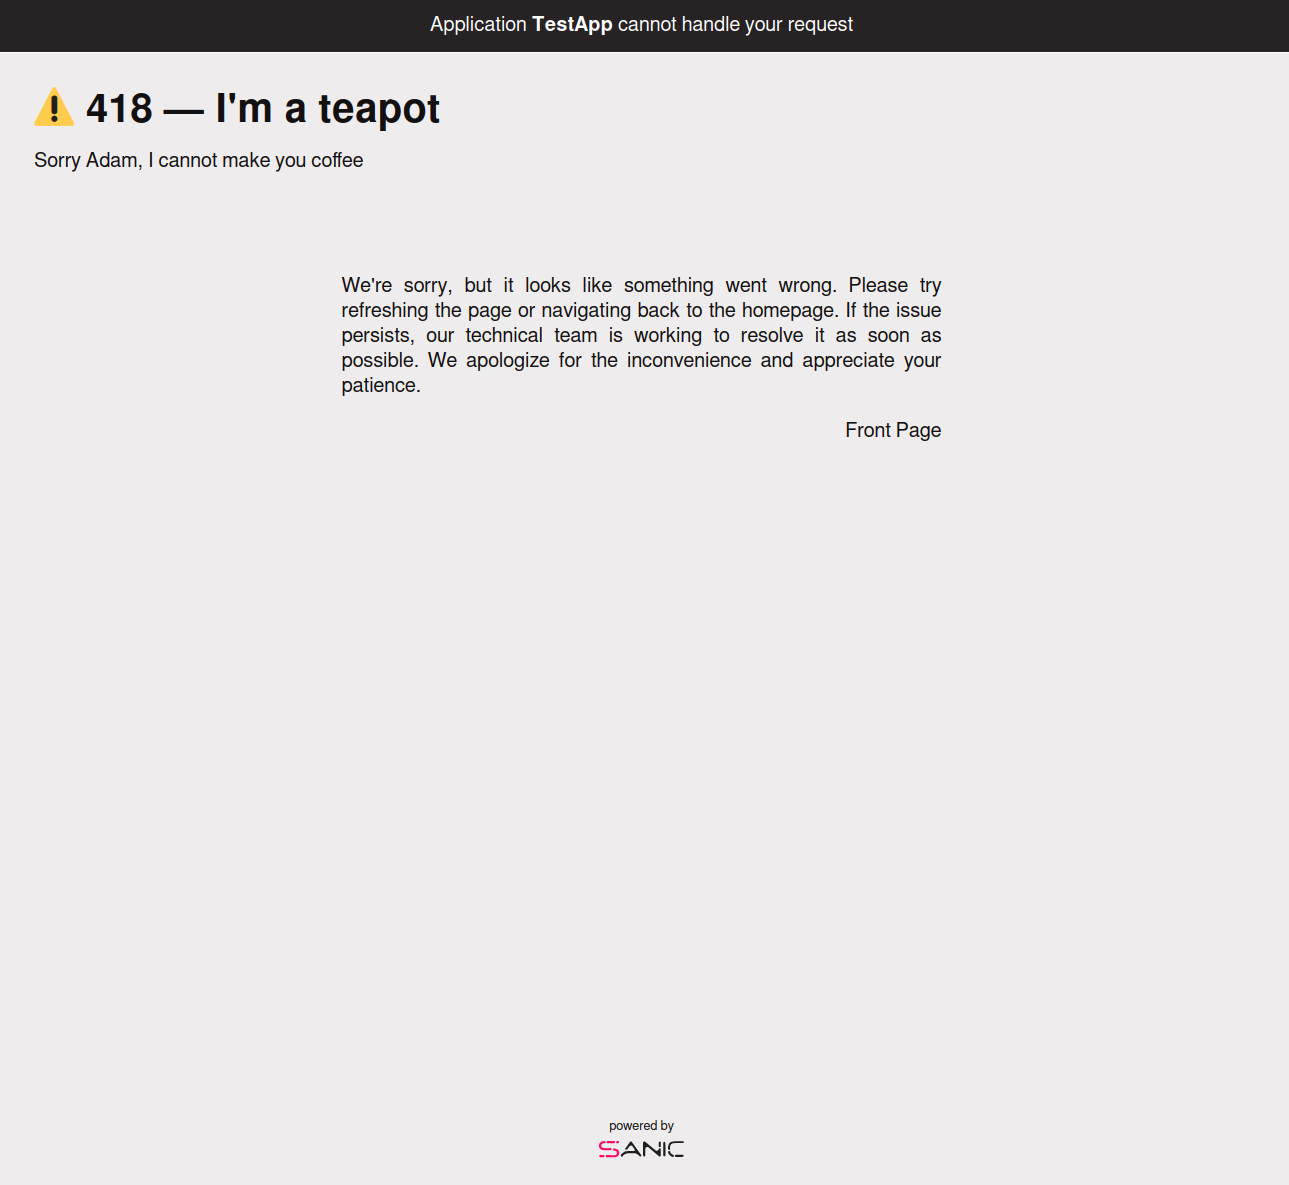 Application TestApp cannot handle your request
⚠️ 418 — I'm a teapot
Sorry Adam, I cannot make you coffee
We're sorry, but it looks like something went wrong. Please try
refreshing the page or navigating back to the homepage. If the issue
persists, our technical team is working to resolve it as soon as
possible. We apologize for the inconvenience and appreciate your
patience.
Front Page
powered by
SANIC